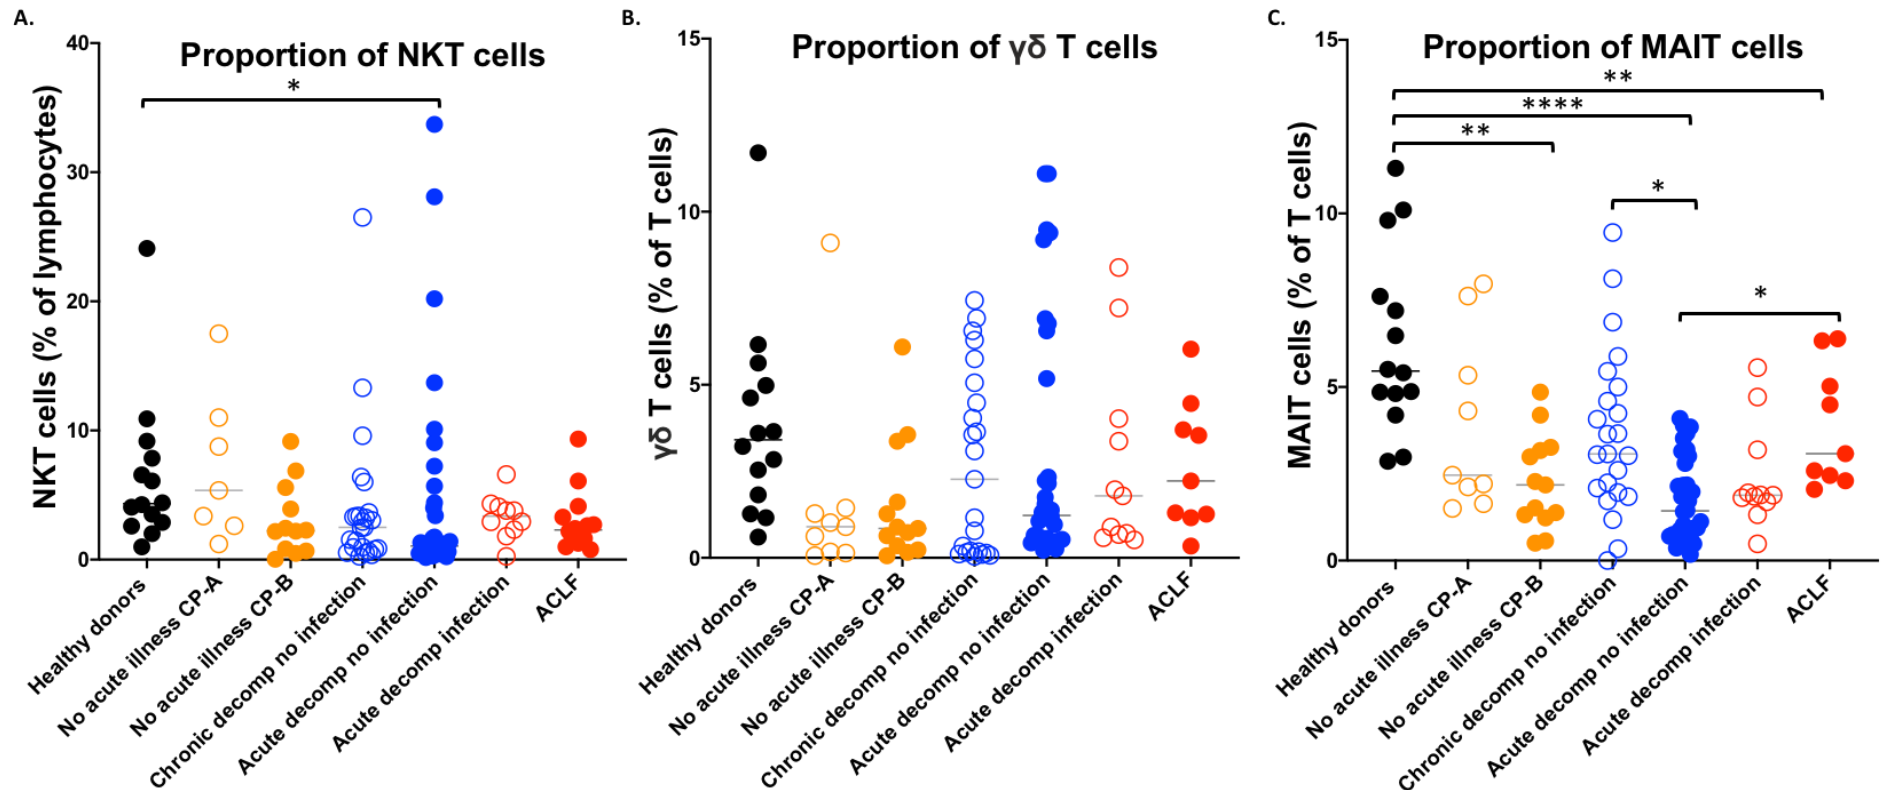 A.
Proportion of NKT cells
NKT cells (% of lymphocytes)
40
30
20
10
0
*
Healthy donors
No acute illness CP-A
No acute illness CP-B
Chronic decomp no infection
Acute decomp no infection
Acute decomp infection
ACLF
B.
Proportion of γδ T cells
γδ T cells (% of T cells)
15
10
5
0
Healthy donors
No acute illness CP-A
No acute illness CP-B
Chronic decomp no infection
Acute decomp no infection
Acute decomp infection
ACLF
C.
Proportion of MAIT cells
MAIT cells (% of T cells)
15
10
5
0
**
****
**
*
*
Healthy donors
No acute illness CP-A
No acute illness CP-B
Chronic decomp no infection
Acute decomp no infection
Acute decomp infection
ACLF